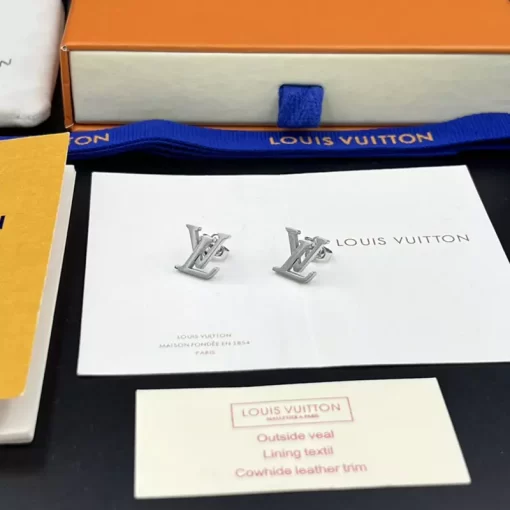 LOUIS VUITTON
TON
LOUIS VUITTON
LOUIS VUITTON
MAISON FONDÉE EN 1854
PARIS
LOUIS VUITTON
Outside veal
Lining textil
Cowhide leather trim